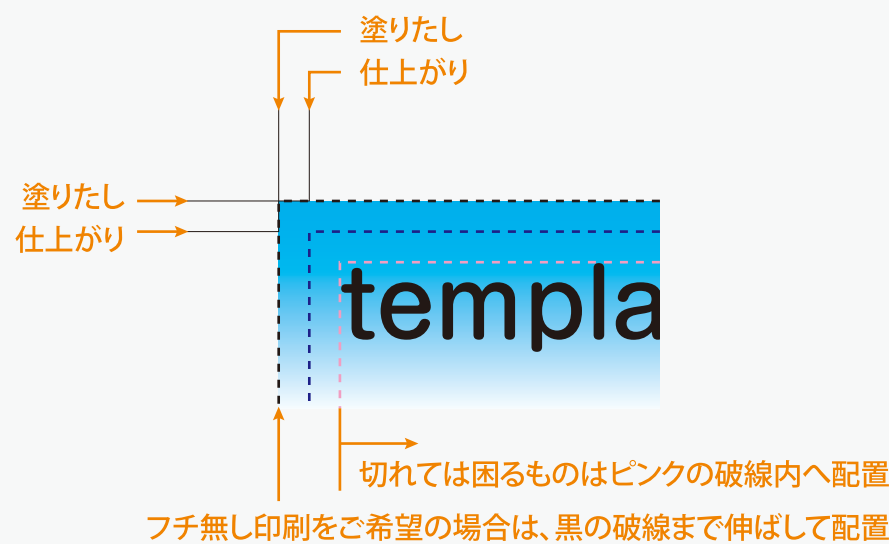 塗りたし
仕上がり
塗りたし
仕上がり
templa
切れては困るものはピンクの破線内へ配置
フチ無し印刷をご希望の場合は、黒の破線まで伸ばして配置